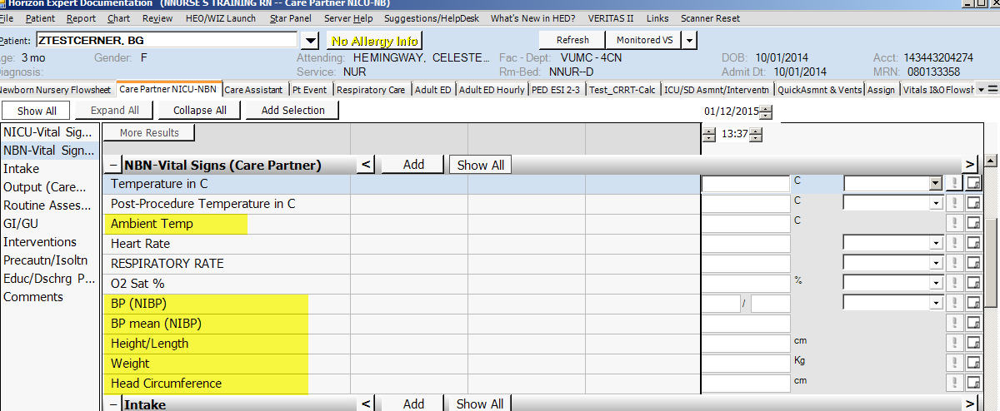 Horizon Expert Documentation (NNURSE S TRAINING RN -- Care Partner NICU-NB)
File Patient Report Chart Review HEO/WIZ Launch Star Panel Server Help Suggestions/HelpDesk What's New in HED? VERITAS II Links Scanner Reset
Patient: ZTESTCERNER, BG No Allergy Info Refresh Monitored VS
Age: 3 mo Gender: F Attending: HEMINGWAY, CELESTE... Fac - Dept: VUMC - 4CN DOB: 10/01/2014 Acct: 143443204274
Diagnosis: Service: NUR Rm-Bed: NNUR--D Admit Dt: 10/01/2014 MRN: 080133358
Newborn Nursery Flowsheet Care Partner NICU-NBN Care Assistant Pt Event Respiratory Care Adult ED Adult ED Hourly PED ESI 2-3 Test_CRRT-Calc ICU/SD Asmnt/Interventn QuickAsmnt & Vents Assign Vitals I&O Flowsh
Show All Expand All Collapse All Add Selection 01/12/2015
NICU-Vital Sig... More Results 13:37
NBN-Vital Sign...
− NBN-Vital Signs (Care Partner) < Add Show All >
Intake
Temperature in C C
Output (Care...
Routine Asses... Post-Procedure Temperature in C C
GI/GU Ambient Temp C
Interventions Heart Rate
Precautn/Isoltn RESPIRATORY RATE
Educ/Dschrg P... O2 Sat % %
Comments BP (NIBP) /
BP mean (NIBP)
Height/Length cm
Weight Kg
Head Circumference cm
− Intake < Add Show All >